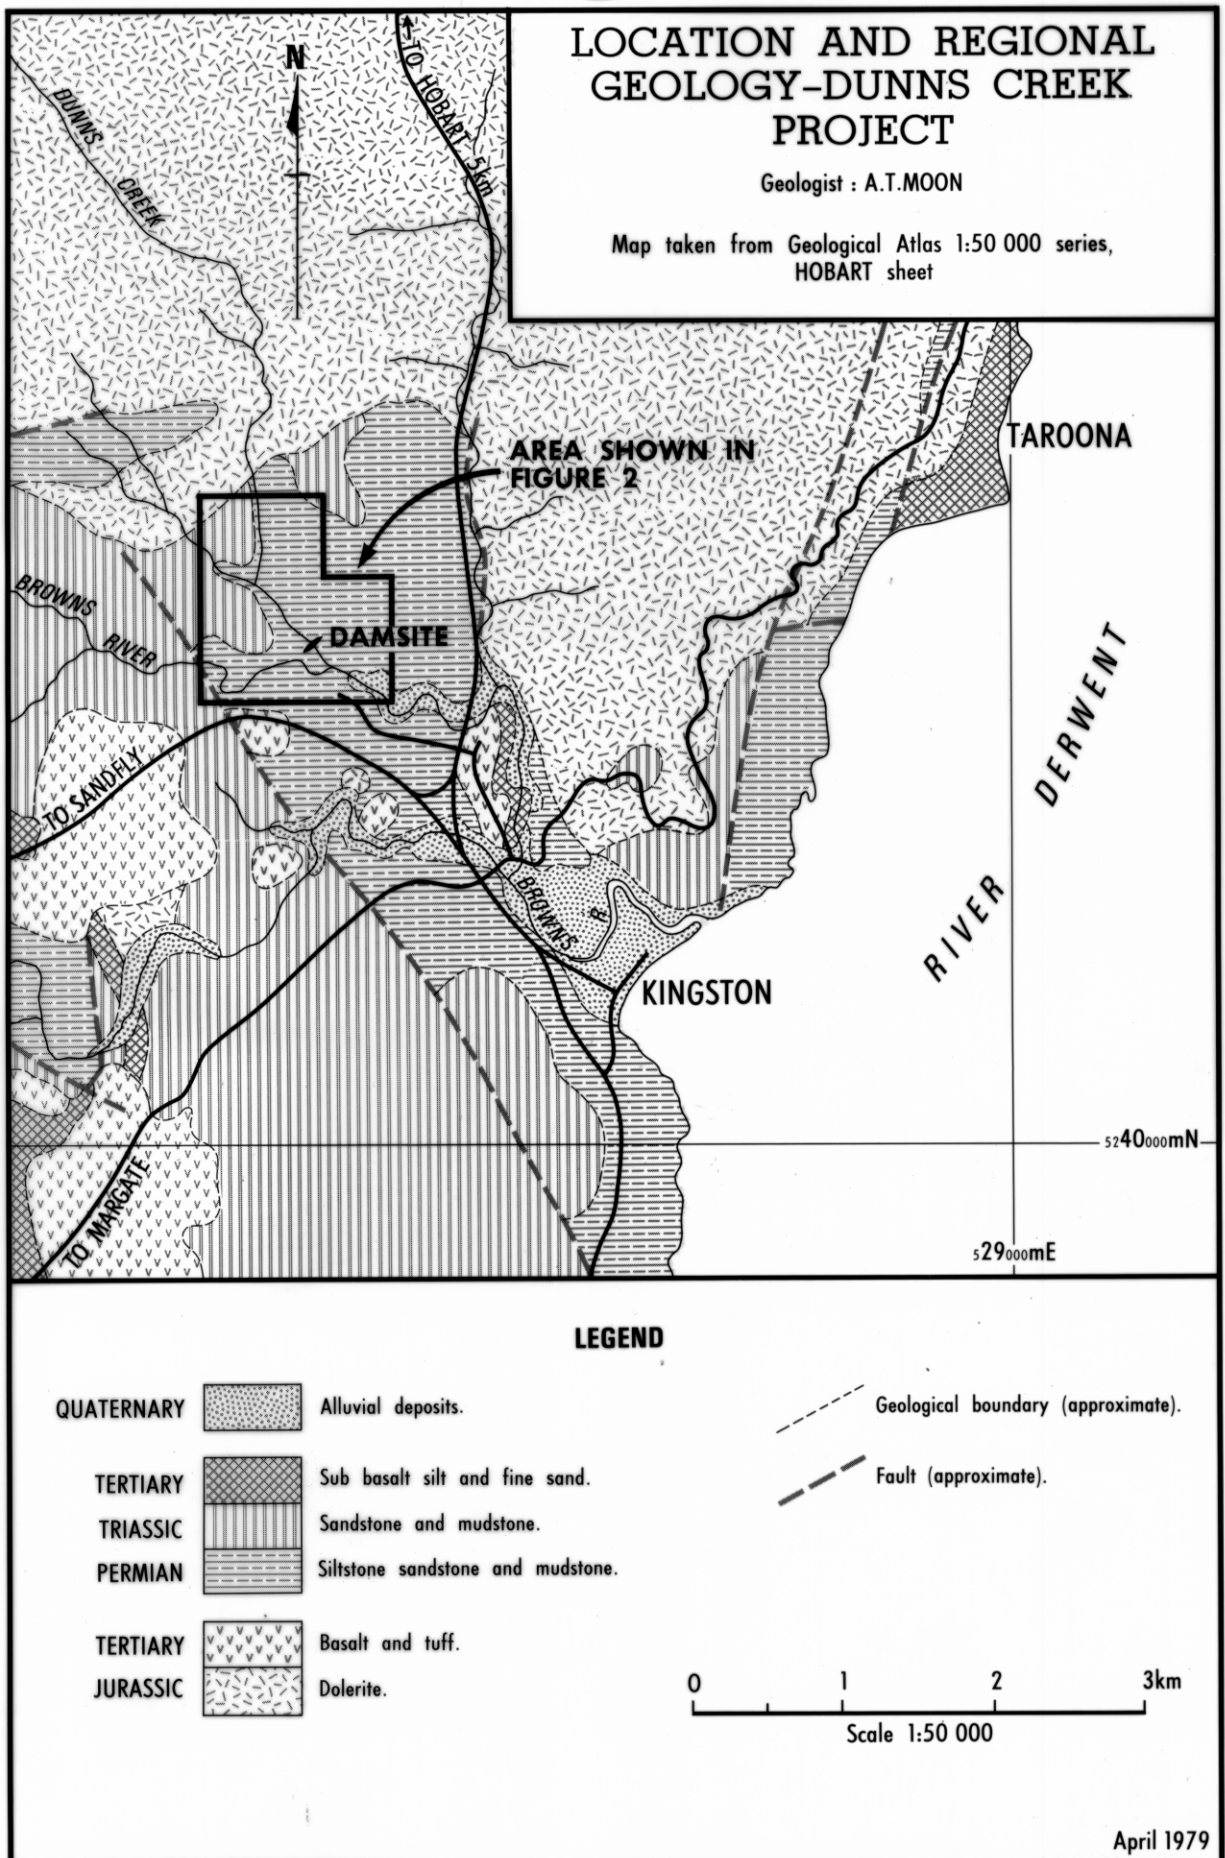 LOCATION AND REGIONAL
GEOLOGY-DUNNS CREEK
PROJECT
Geologist : A.T.MOON
Map taken from Geological Atlas 1:50 000 series,
HOBART sheet
N
TO HOBART 5km
DUNNS
CREEK
TAROONA
AREA SHOWN IN
FIGURE 2
BROWNS
RIVER
DAMSITE
DERWENT
RIVER
TO SANDFLY
BROWNS
R
KINGSTON
5240000mN
TO MARGATE
529000mE
LEGEND
QUATERNARY Alluvial deposits.
TERTIARY Sub basalt silt and fine sand.
TRIASSIC Sandstone and mudstone.
PERMIAN Siltstone sandstone and mudstone.
TERTIARY Basalt and tuff.
JURASSIC Dolerite.
Geological boundary (approximate).
Fault (approximate).
0 1 2 3km
Scale 1:50 000
April 1979